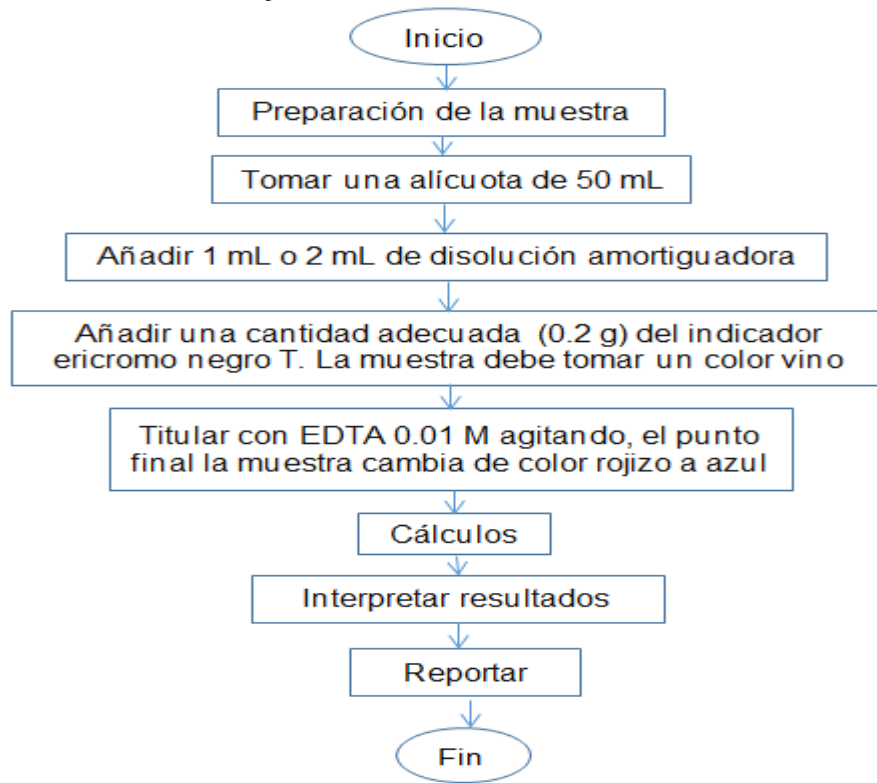 Inicio
Preparación de la muestra
Tomar una alícuota de 50 mL
Añadir 1 mL o 2 mL de disolución amortiguadora
Añadir una cantidad adecuada (0.2 g) del indicador
ericromo negro T. La muestra debe tomar un color vino
Titular con EDTA 0.01 M agitando, el punto
final la muestra cambia de color rojizo a azul
Cálculos
Interpretar resultados
Reportar
Fin